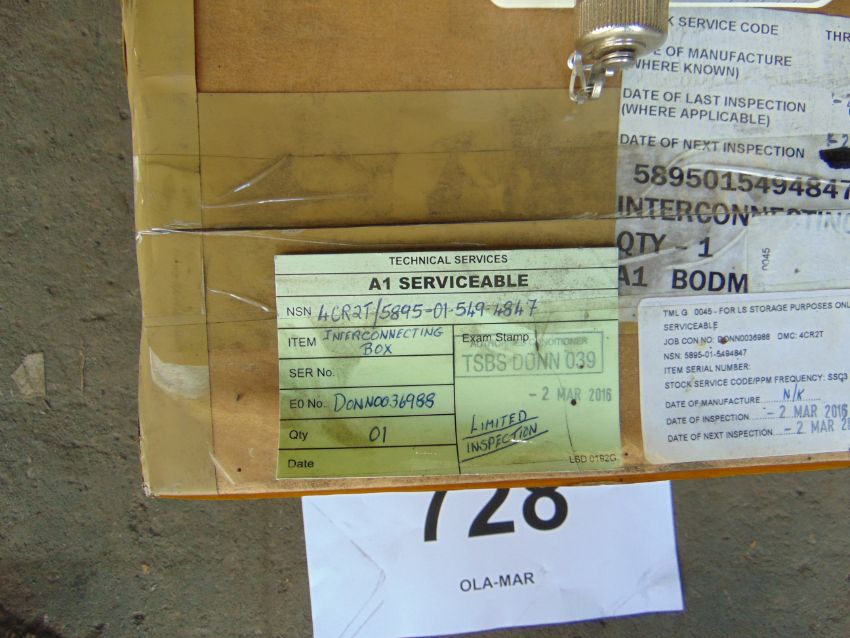 K SERVICE CODE THR
E OF MANUFACTURE
(WHERE KNOWN)
DATE OF LAST INSPECTION
(WHERE APPLICABLE)
DATE OF NEXT INSPECTION
5895015494847
INTERCONNECTING
QTY - 1
A1 BODM
0045
TECHNICAL SERVICES
A1 SERVICEABLE
NSN 4CR2T/5895-01-549-4847
ITEM INTERCONNECTING
BOX
SER No.
E0 No. DONN0036988
Qty 01
Date
Exam Stamp
AUTHORISED CONDITIONER
TSBS DONN 039
- 2 MAR 2016
LIMITED
INSPECTION
LSD 0192G
TML G 0045 - FOR LS STORAGE PURPOSES ONL
SERVICEABLE
JOB CON NO: DONN0036988 DMC: 4CR2T
NSN: 5895-01-5494847
ITEM SERIAL NUMBER:
STOCK SERVICE CODE/PPM FREQUENCY: SSC3
DATE OF MANUFACTURE N/K
DATE OF INSPECTION - 2 MAR 2016
DATE OF NEXT INSPECTION - 2 MAR 2
728
OLA-MAR